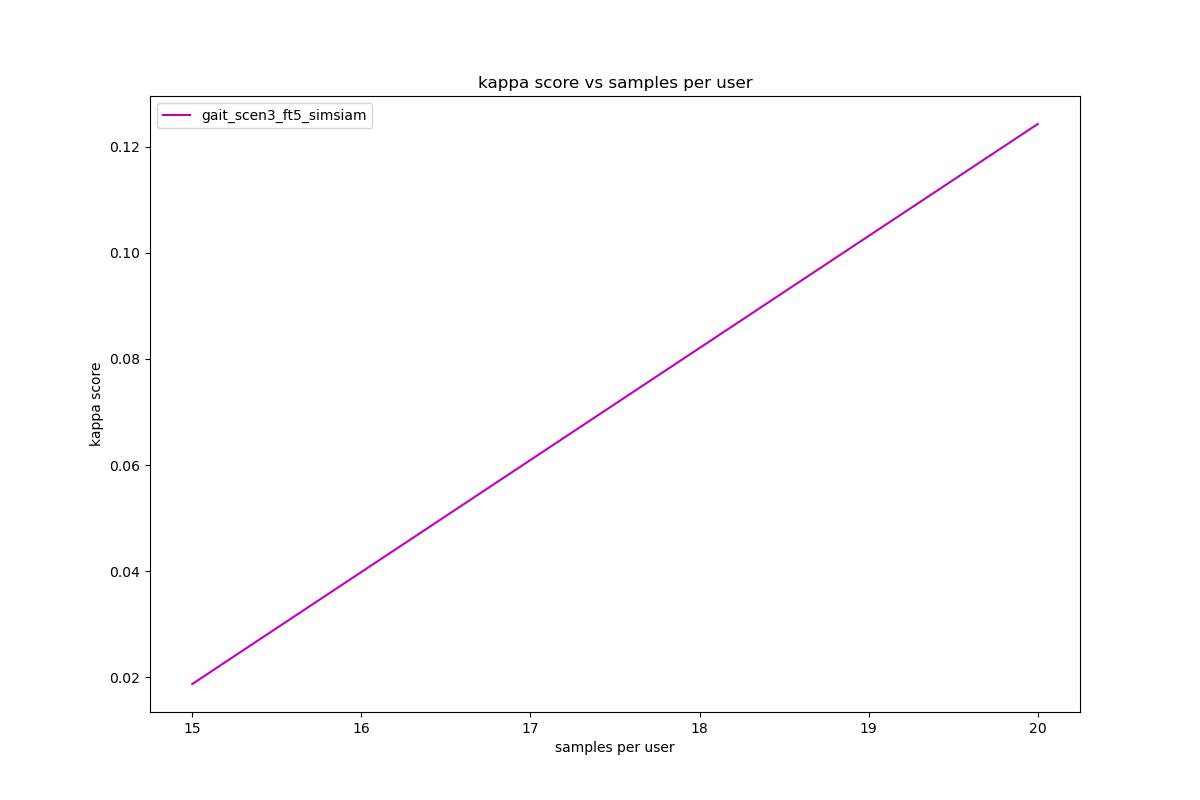 kappa score vs samples per user
gait_scen3_ft5_simsiam
0.12
0.10
0.08
0.06
0.04
0.02
kappa score
15 16 17 18 19 20
samples per user